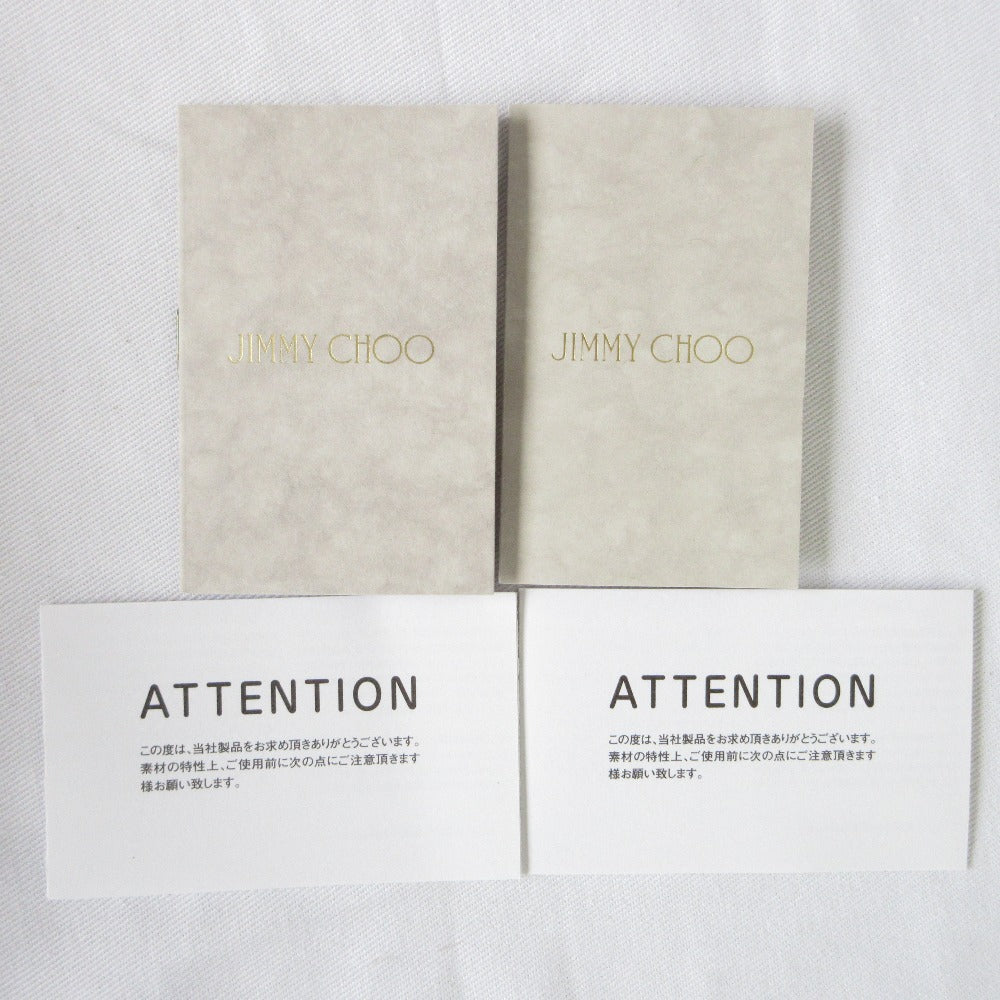 JIMMY CHOO
JIMMY CHOO
ATTENTION
この度は、当社製品をお求め頂きありがとうございます。
素材の特性上、ご使用前に次の点にご注意頂きます
様お願い致します。
ATTENTION
この度は、当社製品をお求め頂きありがとうございます。
素材の特性上、ご使用前に次の点にご注意頂きます
様お願い致します。